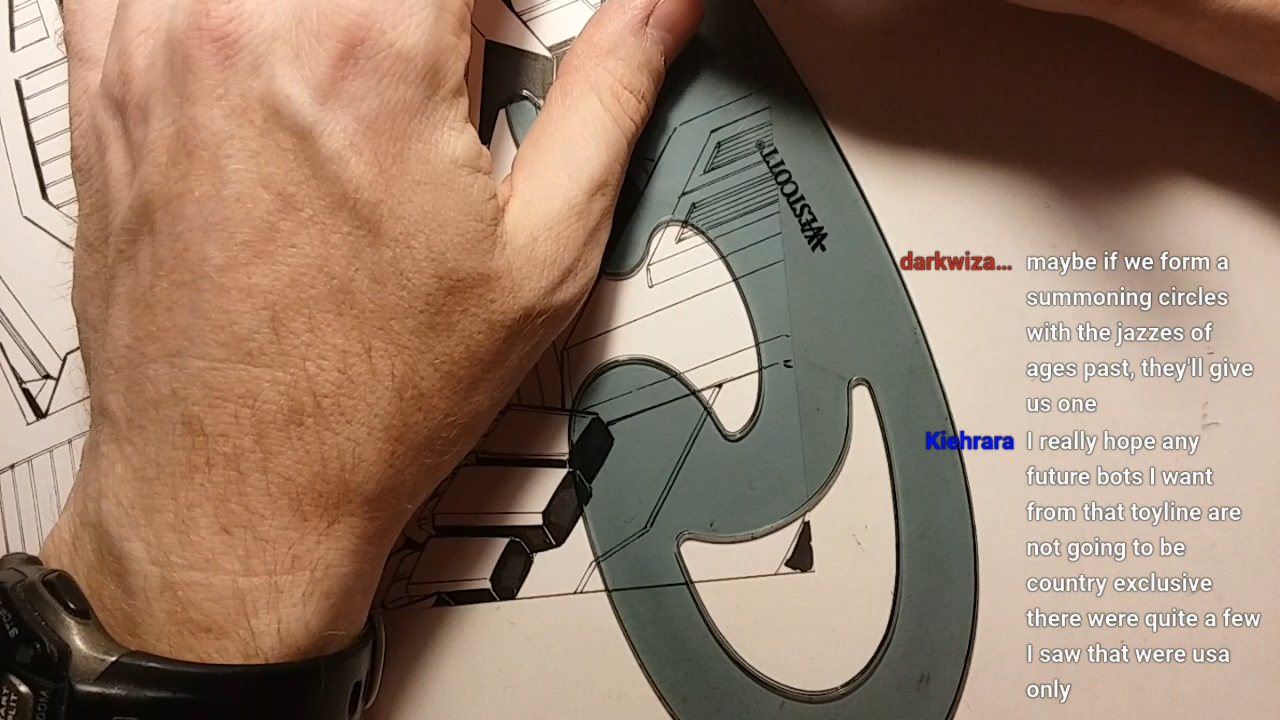 WESTCOTT
darkwiza... maybe if we form a
summoning circles
with the jazzes of
ages past, they'll give
us one
Kiehrara I really hope any
future bots I want
from that toyline are
not going to be
country exclusive
there were quite a few
I saw that were usa
only